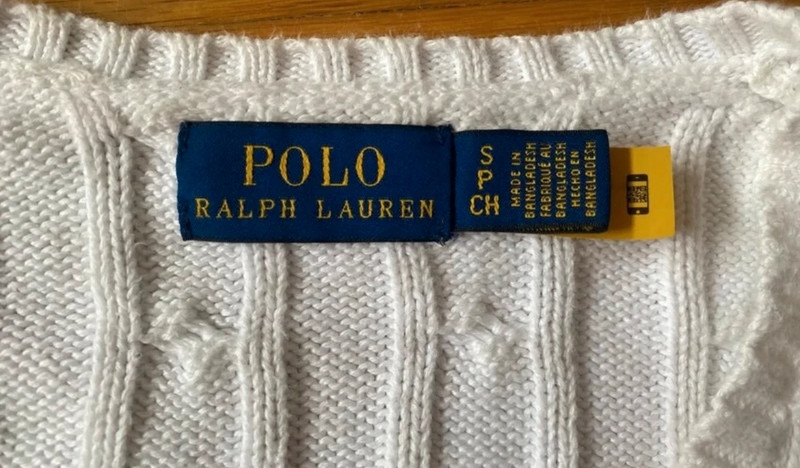 POLO
RALPH LAUREN
S
P
CH
MADE IN
BANGLADESH
FABRIQUÉ AU
BANGLADESH
HECHO EN
BANGLADESH